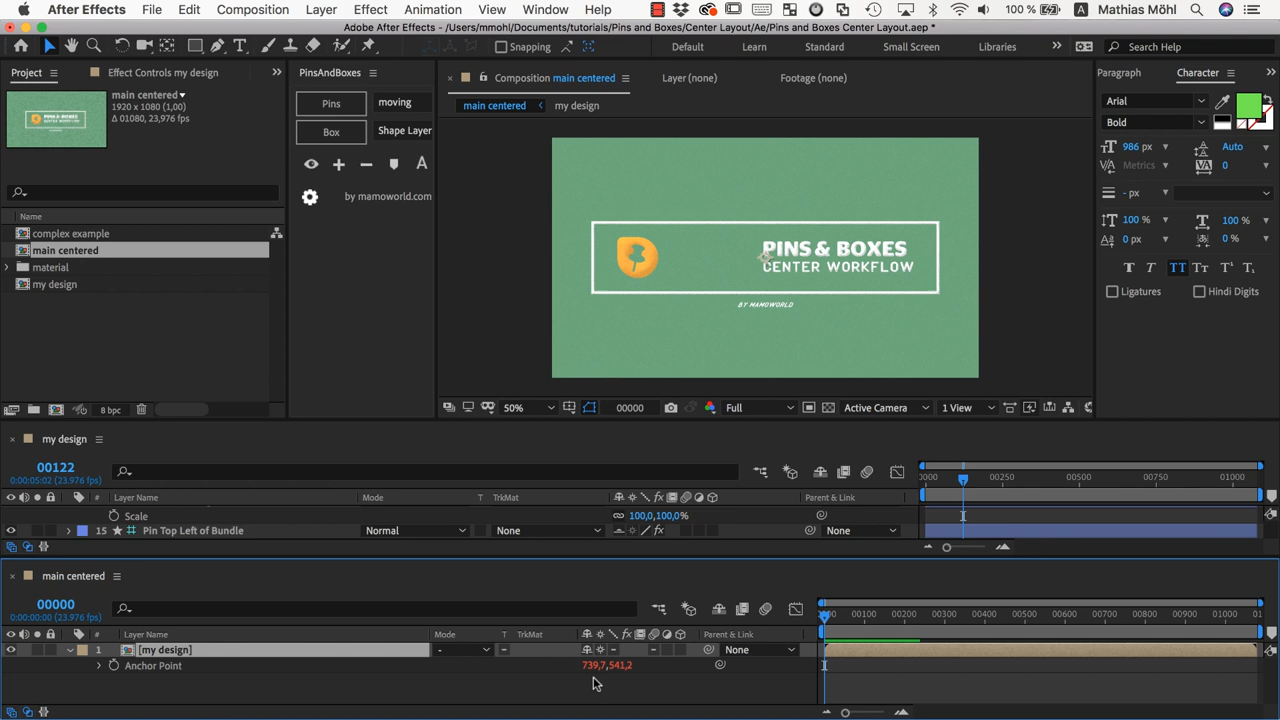 After Effects File Edit Composition Layer Effect Animation View Window Help 100 % A Mathias Möhl
After Effects CC 2019 - /Users/mmohl/Documents/tutorials/Pins and Boxes/Center Layout/Ae/Pins and Boxes Center Layout.aep *
Snapping Default Learn Standard Small Screen Libraries Search Help
Project Effect Controls my design
main centered
1920 x 1080 (1,00)
Δ 01080, 23,976 fps
Name
complex example
main centered
material
my design
8 bpc
PinsAndBoxes
Pins moving
Box Shape Layer
A
by mamoworld.com
Composition main centered Layer (none) Footage (none)
main centered my design
PINS & BOXES
CENTER WORKFLOW
BY MAMOWORLD
50% 00000 Full Active Camera 1 View
Paragraph Character
Arial
Bold
986 px Auto
Metrics 0
- px -
100 % 100 %
0 px 0 %
T T TT Tт T¹ T₁
Ligatures Hindi Digits
my design
00122
0:00:05:02 (23.976 fps)
0000 00250 00500 00750 01000
# Layer Name Mode T TrkMat Parent & Link
Scale 100,0,100,0%
15 Pin Top Left of Bundle Normal None None
main centered
00000
0:00:00:00 (23.976 fps)
00100 00200 00300 00400 00500 00600 00700 00800 00900 01000 01
# Layer Name Mode T TrkMat Parent & Link
1 [my design] - None
Anchor Point 739,7,541,2